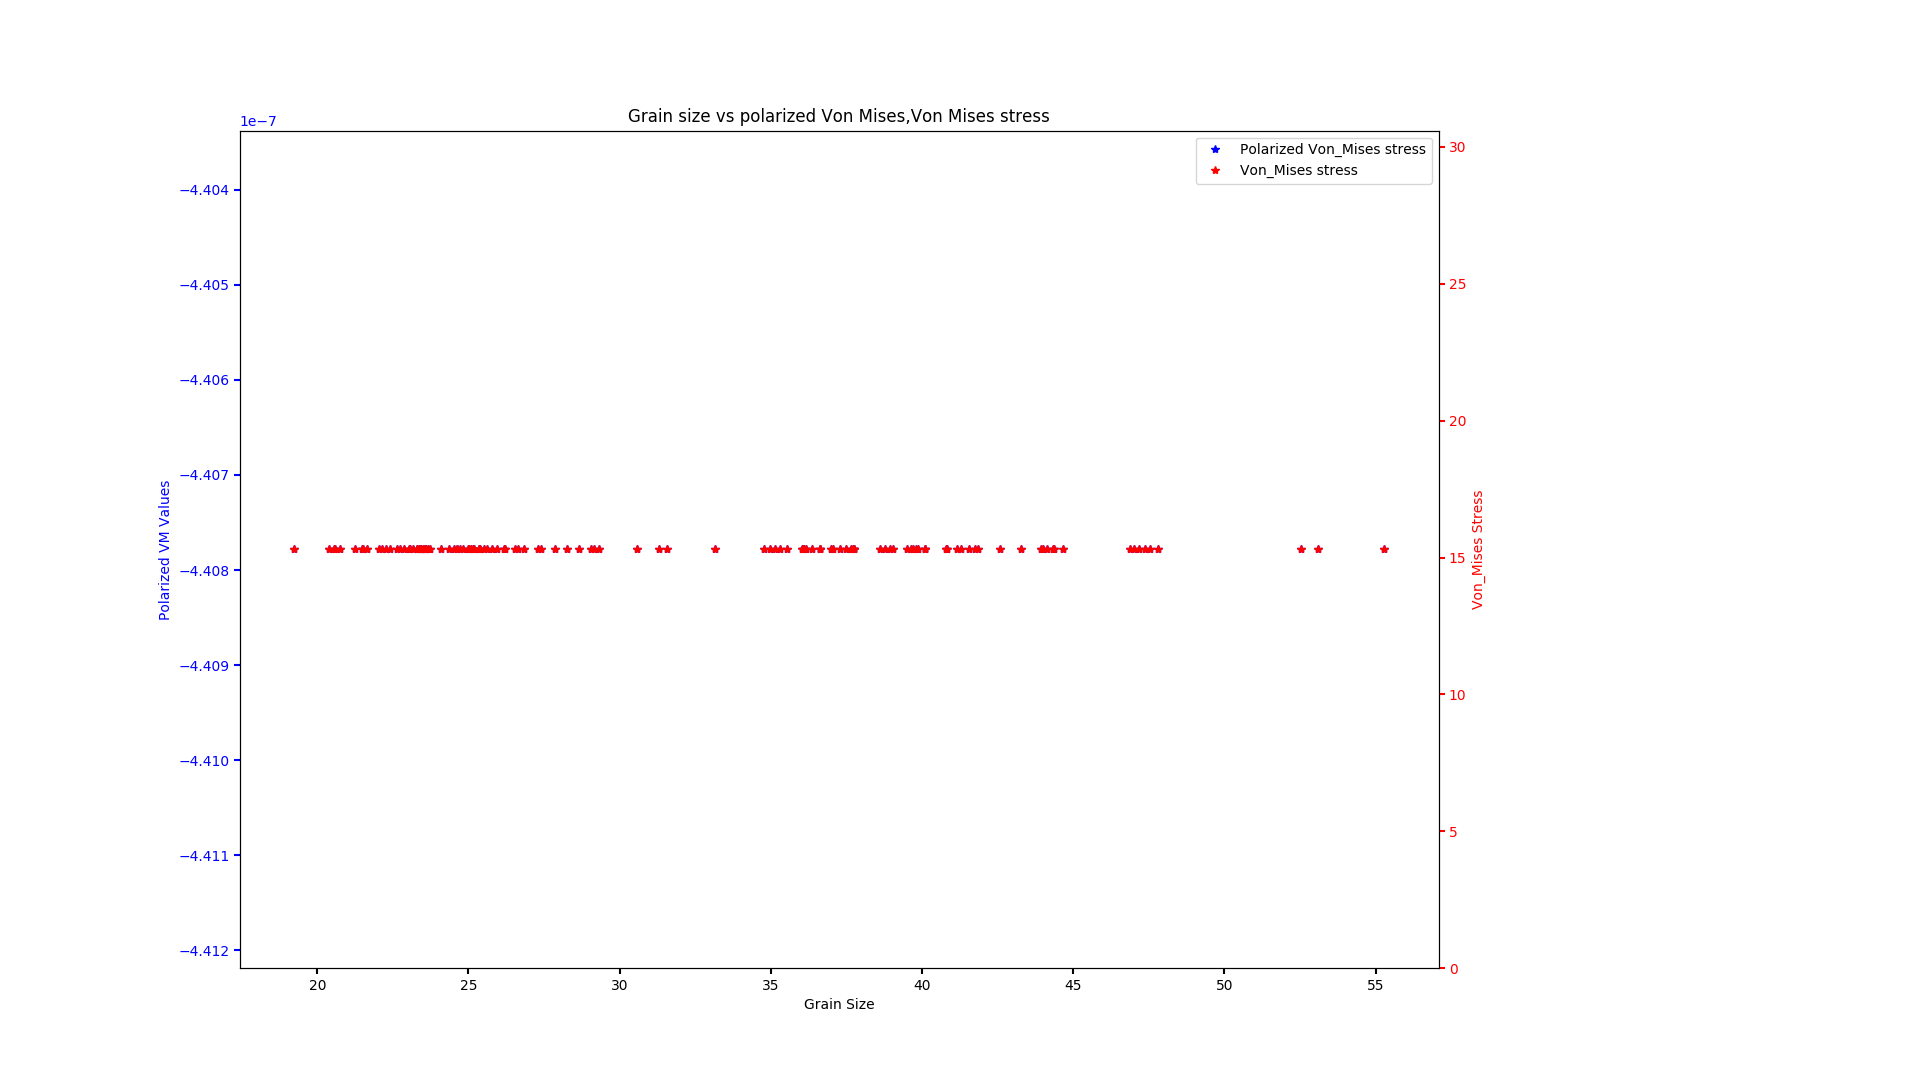 Grain size vs polarized Von Mises,Von Mises stress
1e−7
Polarized Von_Mises stress
Von_Mises stress
−4.404
−4.405
−4.406
−4.407
−4.408
−4.409
−4.410
−4.411
−4.412
Polarized VM Values
30
25
20
15
10
5
0
Von_Mises Stress
20 25 30 35 40 45 50 55
Grain Size